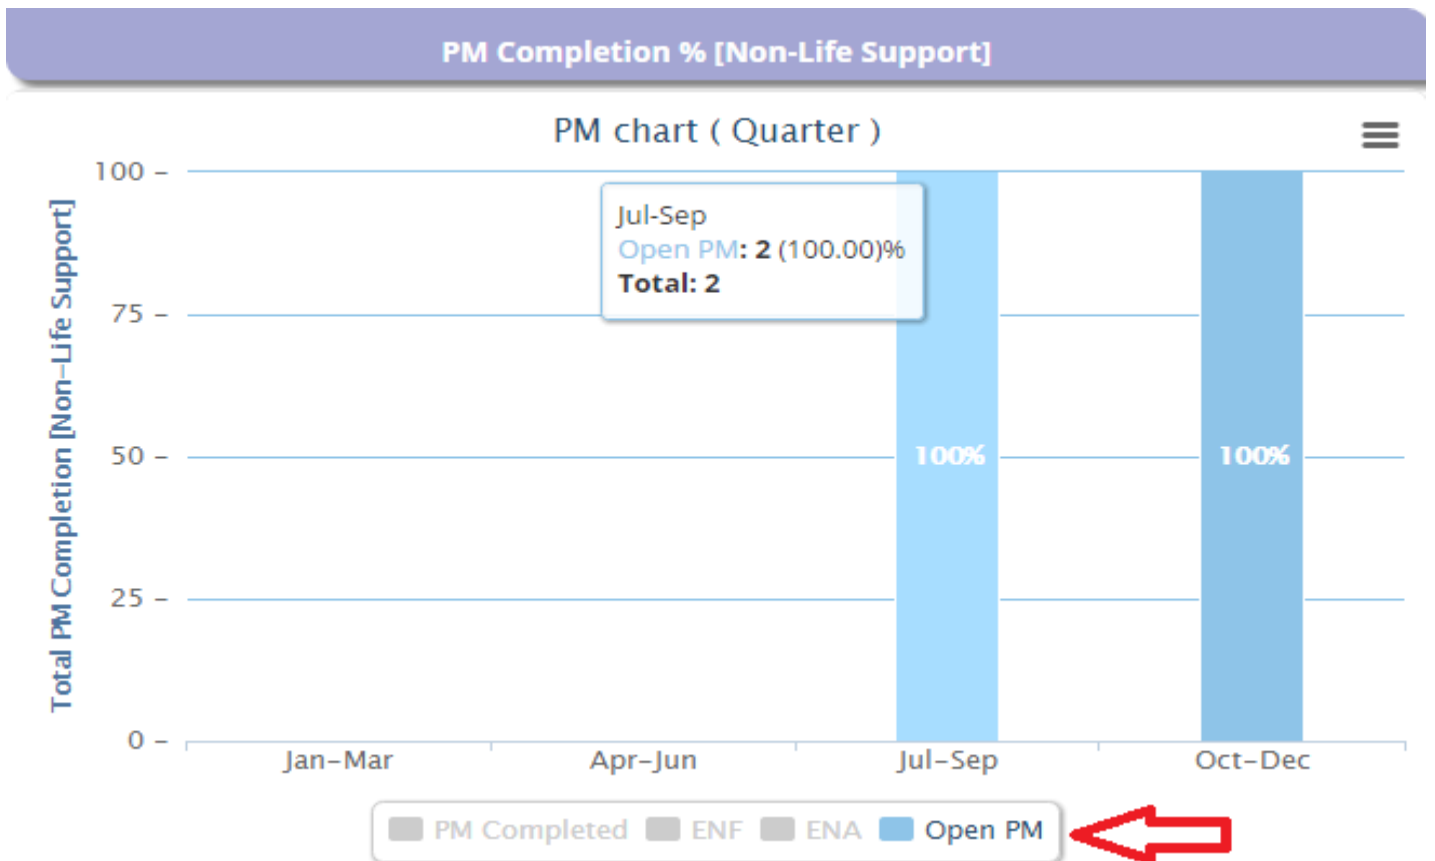 PM Completion % [Non-Life Support]
PM chart ( Quarter )
Total PM Completion [Non-Life Support]
100
75
50
25
0
Jul-Sep
Open PM: 2 (100.00)%
Total: 2
100%
100%
Jan-Mar
Apr-Jun
Jul-Sep
Oct-Dec
PM Completed
ENF
ENA
Open PM